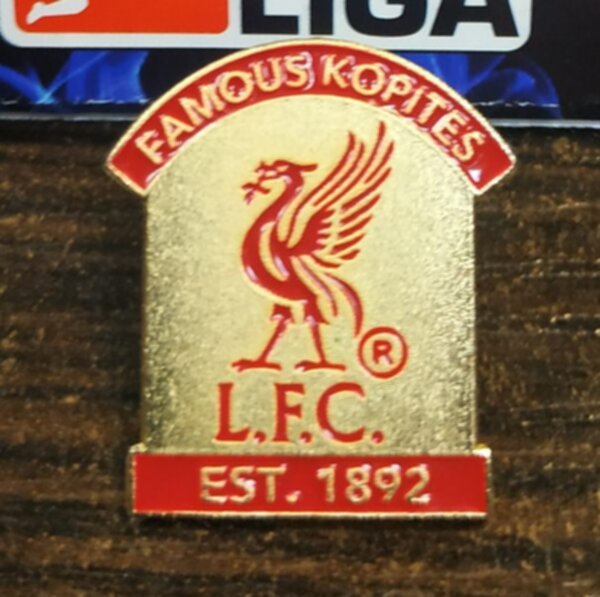 LIGA
FAMOUS KOPITES
R
L.F.C.
EST. 1892